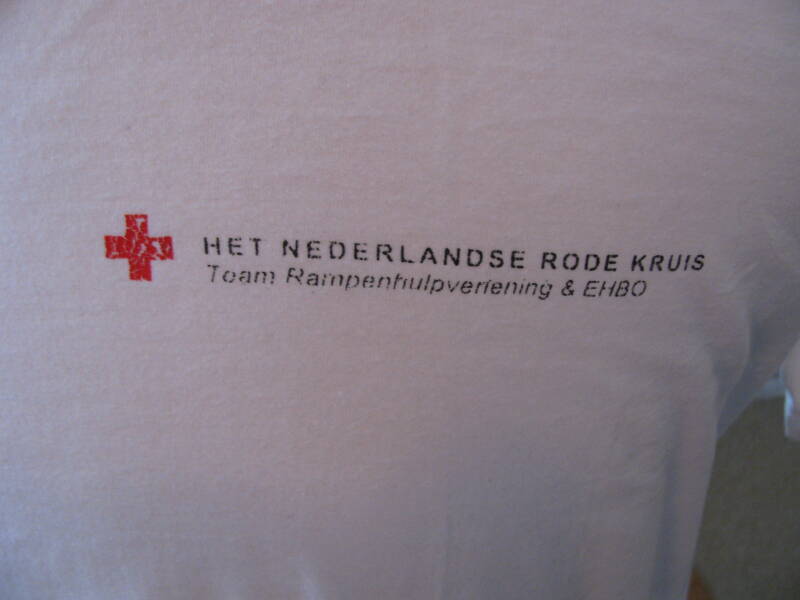 HET NEDERLANDSE RODE KRUIS
Team Rampenhulpverlening & EHBO